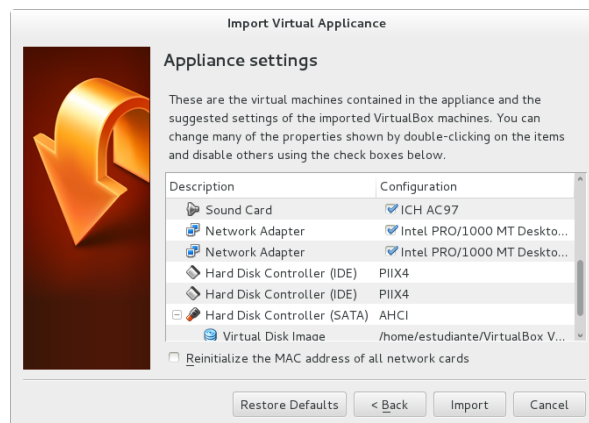 Import Virtual Applicance
Appliance settings
These are the virtual machines contained in the appliance and the
suggested settings of the imported VirtualBox machines. You can
change many of the properties shown by double-clicking on the items
and disable others using the check boxes below.
Description Configuration
Sound Card ICH AC97
Network Adapter Intel PRO/1000 MT Deskto...
Network Adapter Intel PRO/1000 MT Deskto...
Hard Disk Controller (IDE) PIIX4
Hard Disk Controller (IDE) PIIX4
Hard Disk Controller (SATA) AHCI
Virtual Disk Image /home/estudiante/VirtualBox V...
Reinitialize the MAC address of all network cards
Restore Defaults < Back Import Cancel